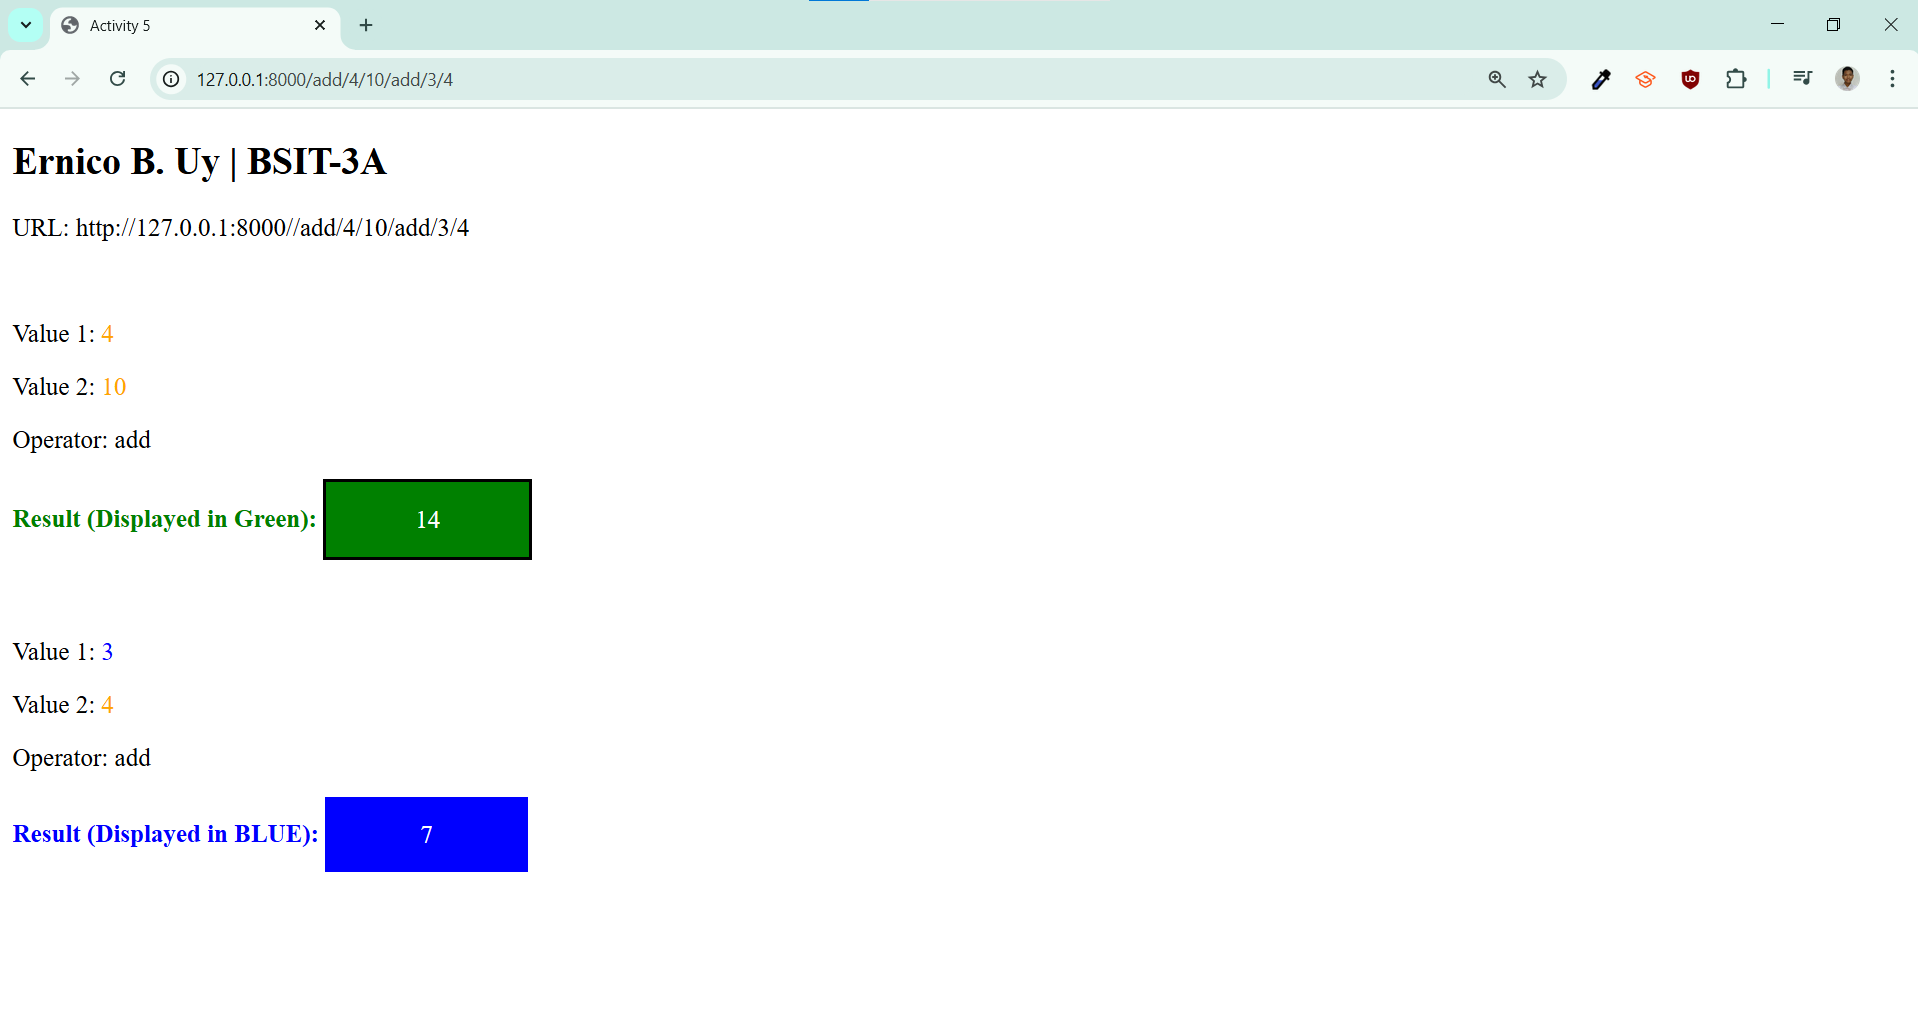 Activity 5
127.0.0.1:8000/add/4/10/add/3/4
Ernico B. Uy | BSIT-3A
URL: http://127.0.0.1:8000//add/4/10/add/3/4
Value 1: 4
Value 2: 10
Operator: add
Result (Displayed in Green): 14
Value 1: 3
Value 2: 4
Operator: add
Result (Displayed in BLUE): 7